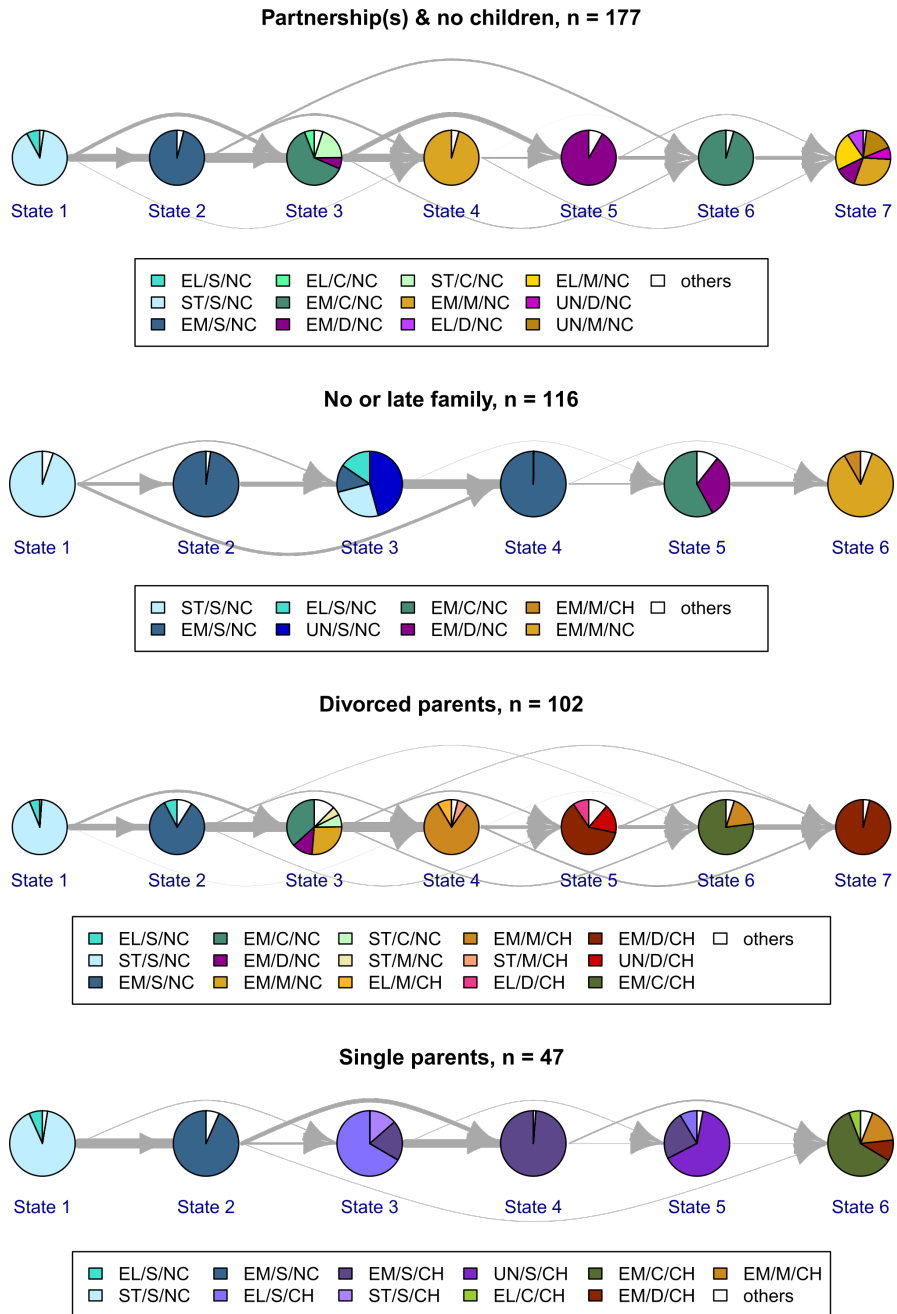 Partnership(s) & no children, n = 177
State 1 State 2 State 3 State 4 State 5 State 6 State 7
EL/S/NC EL/C/NC ST/C/NC EL/M/NC others
ST/S/NC EM/C/NC EM/M/NC UN/D/NC
EM/S/NC EM/D/NC EL/D/NC UN/M/NC
No or late family, n = 116
State 1 State 2 State 3 State 4 State 5 State 6
ST/S/NC EL/S/NC EM/C/NC EM/M/CH others
EM/S/NC UN/S/NC EM/D/NC EM/M/NC
Divorced parents, n = 102
State 1 State 2 State 3 State 4 State 5 State 6 State 7
EL/S/NC EM/C/NC ST/C/NC EM/M/CH EM/D/CH others
ST/S/NC EM/D/NC ST/M/NC ST/M/CH UN/D/CH
EM/S/NC EM/M/NC EL/M/CH EL/D/CH EM/C/CH
Single parents, n = 47
State 1 State 2 State 3 State 4 State 5 State 6
EL/S/NC EM/S/NC EM/S/CH UN/S/CH EM/C/CH EM/M/CH
ST/S/NC EL/S/CH ST/S/CH EL/C/CH EM/D/CH others